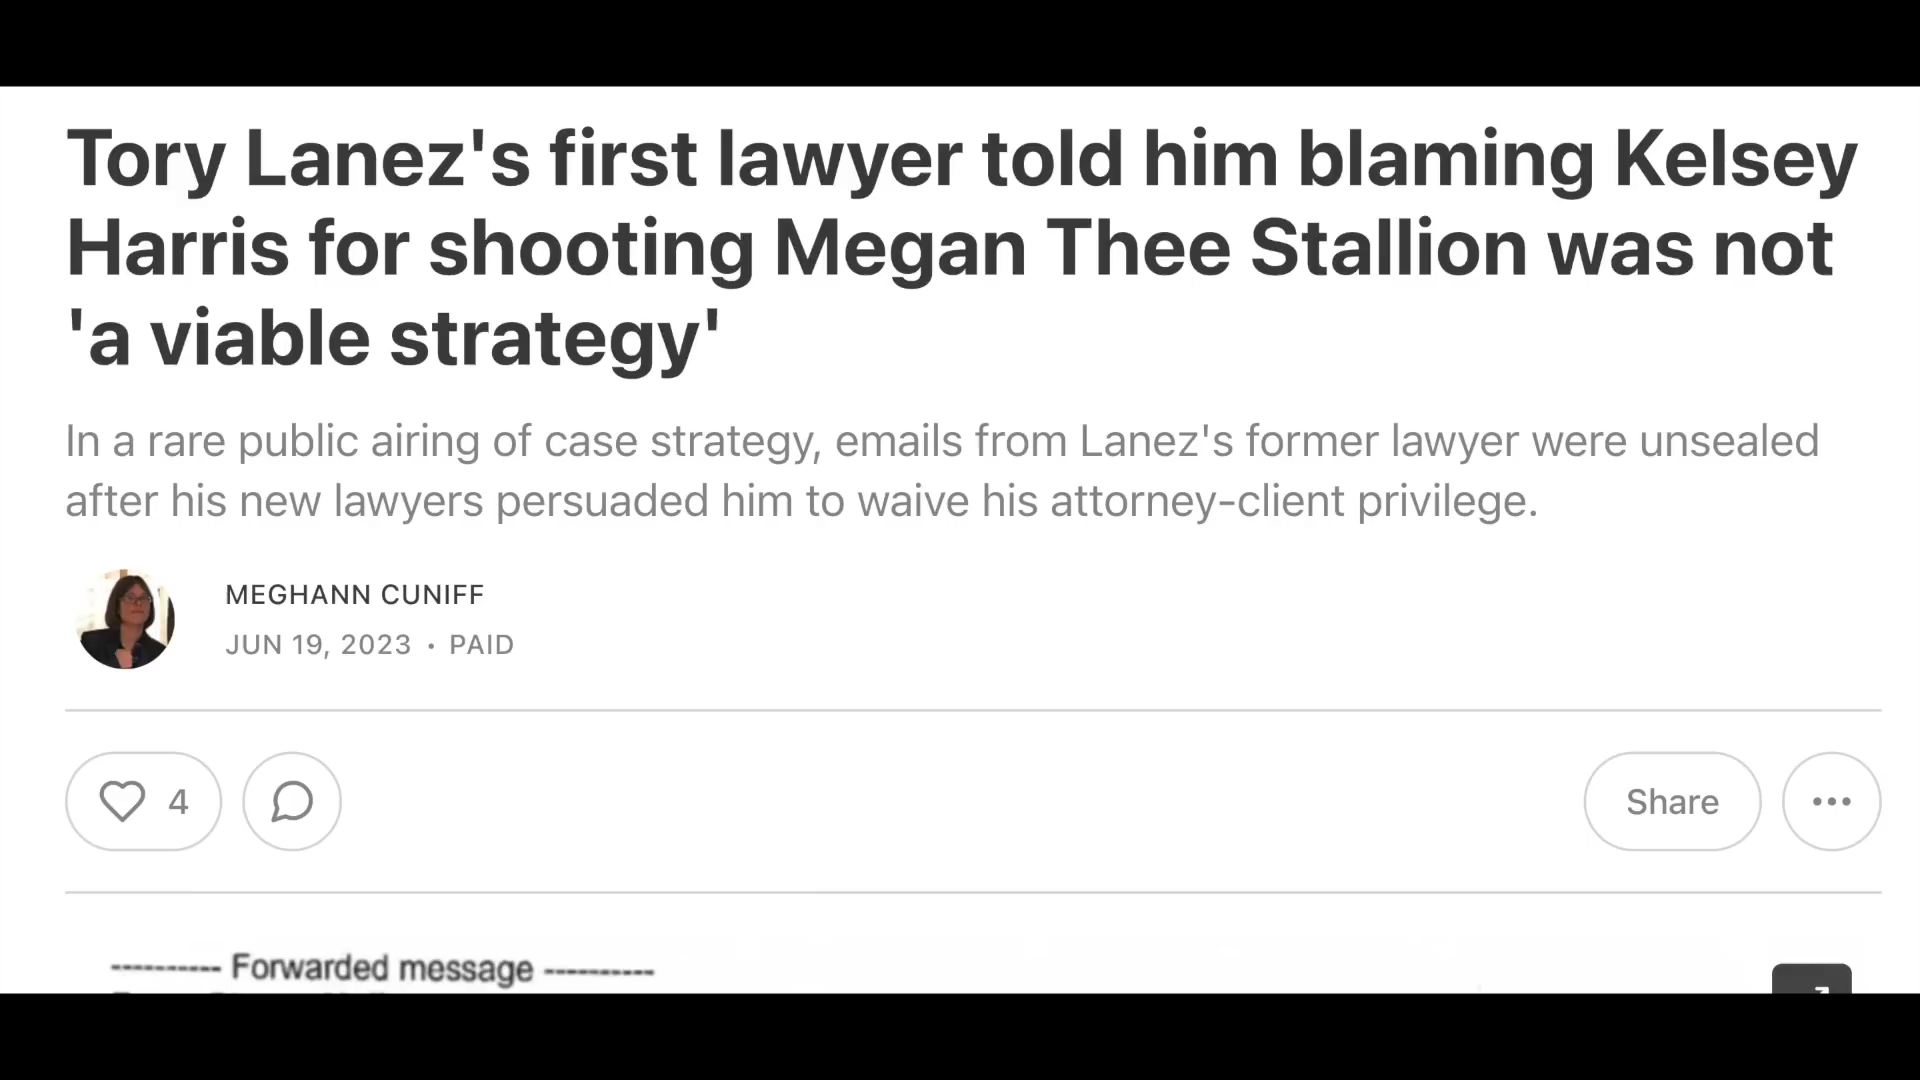 Tory Lanez's first lawyer told him blaming Kelsey
Harris for shooting Megan Thee Stallion was not
'a viable strategy'
In a rare public airing of case strategy, emails from Lanez's former lawyer were unsealed
after his new lawyers persuaded him to waive his attorney-client privilege.
MEGHANN CUNIFF
JUN 19, 2023 • PAID
4
Share
---------- Forwarded message ----------